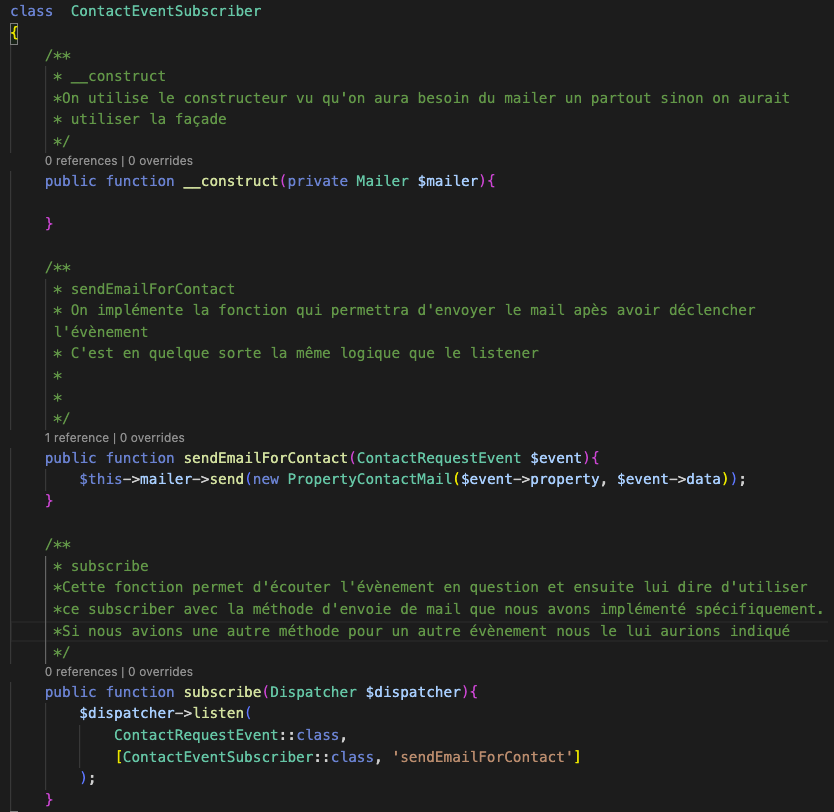 class  ContactEventSubscriber
{
/**
* __construct
*On utilise le constructeur vu qu'on aura besoin du mailer un partout sinon on aurait
* utiliser la façade
*/
0 references | 0 overrides
public function __construct(private Mailer $mailer){
}
/**
* sendEmailForContact
* On implémente la fonction qui permettra d'envoyer le mail apès avoir déclencher
l'évènement
* C'est en quelque sorte la même logique que le listener
*
*
*/
1 reference | 0 overrides
public function sendEmailForContact(ContactRequestEvent $event){
$this->mailer->send(new PropertyContactMail($event->property, $event->data));
}
/**
* subscribe
*Cette fonction permet d'écouter l'évènement en question et ensuite lui dire d'utiliser
*ce subscriber avec la méthode d'envoie de mail que nous avons implémenté spécifiquement.
*Si nous avions une autre méthode pour un autre évènement nous le lui aurions indiqué
*/
0 references | 0 overrides
public function subscribe(Dispatcher $dispatcher){
$dispatcher->listen(
ContactRequestEvent::class,
[ContactEventSubscriber::class, 'sendEmailForContact']
);
}